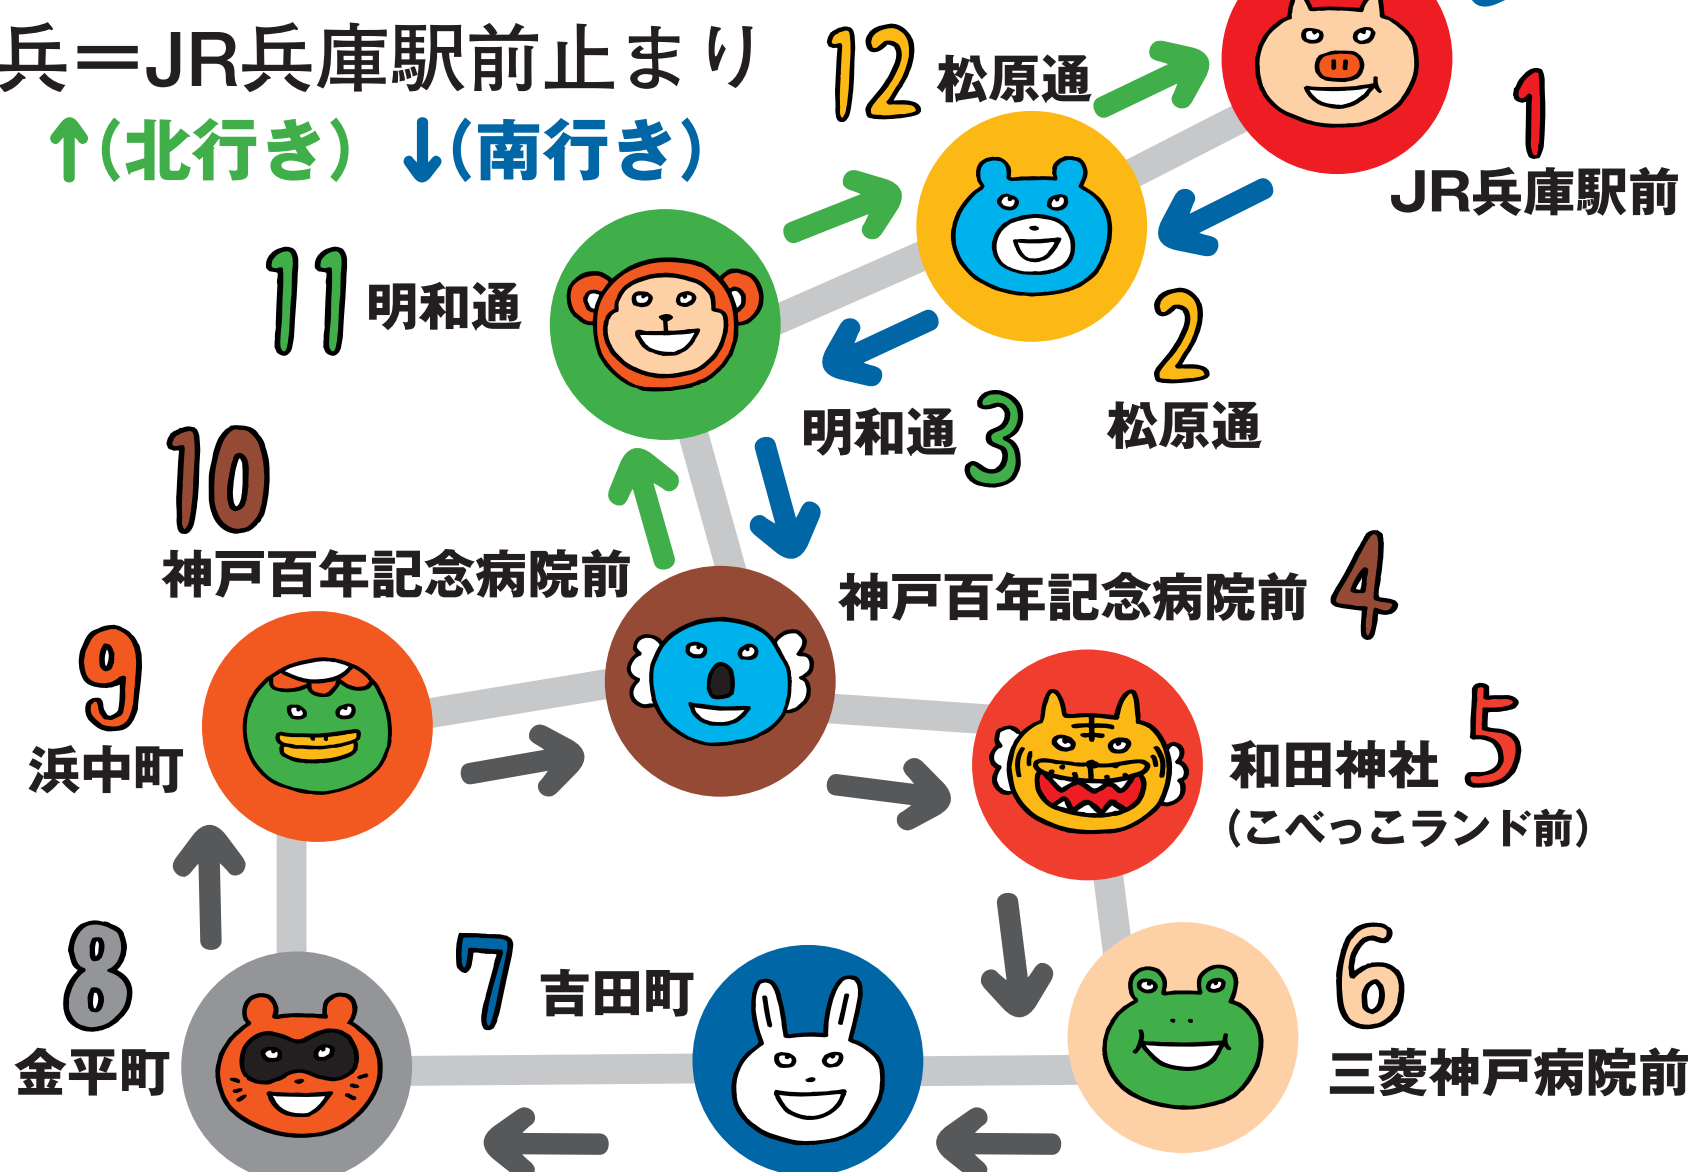 兵＝JR兵庫駅前止まり
↑(北行き) ↓(南行き)
12 松原通
1
JR兵庫駅前
11 明和通
2
松原通
明和通 3
10
神戸百年記念病院前
神戸百年記念病院前 4
9
浜中町
和田神社 5
(こべっこランド前)
8
金平町
7 吉田町
6
三菱神戸病院前